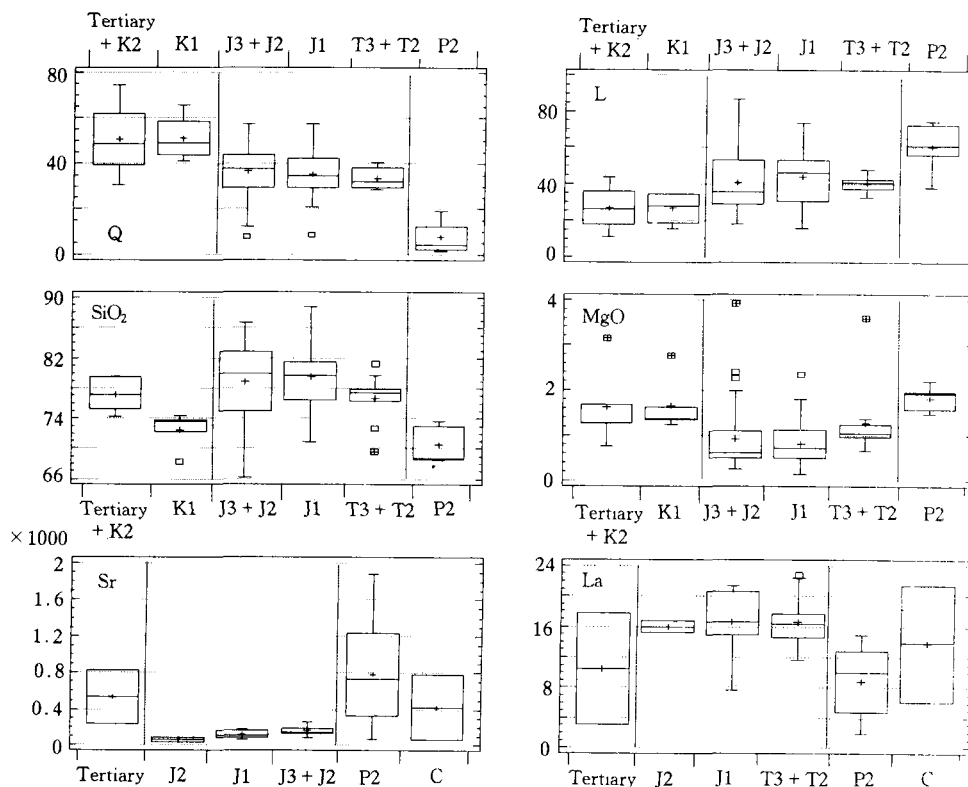 Tertiary + K2 K1 J3 + J2 J1 T3 + T2 P2
80
40
0
Q
Tertiary + K2 K1 J3 + J2 J1 T3 + T2 P2
80
60
40
20
0
L
90
82
74
66
SiO2
Tertiary + K2 K1 J3 + J2 J1 T3 + T2 P2
4
2
0
MgO
Tertiary + K2 K1 J3 + J2 J1 T3 + T2 P2
× 1000
2
1.6
1.2
0.8
0.4
0
Sr
Tertiary J2 J1 J3 + J2 P2 C
24
16
8
0
La
Tertiary J2 J1 T3 + T2 P2 C